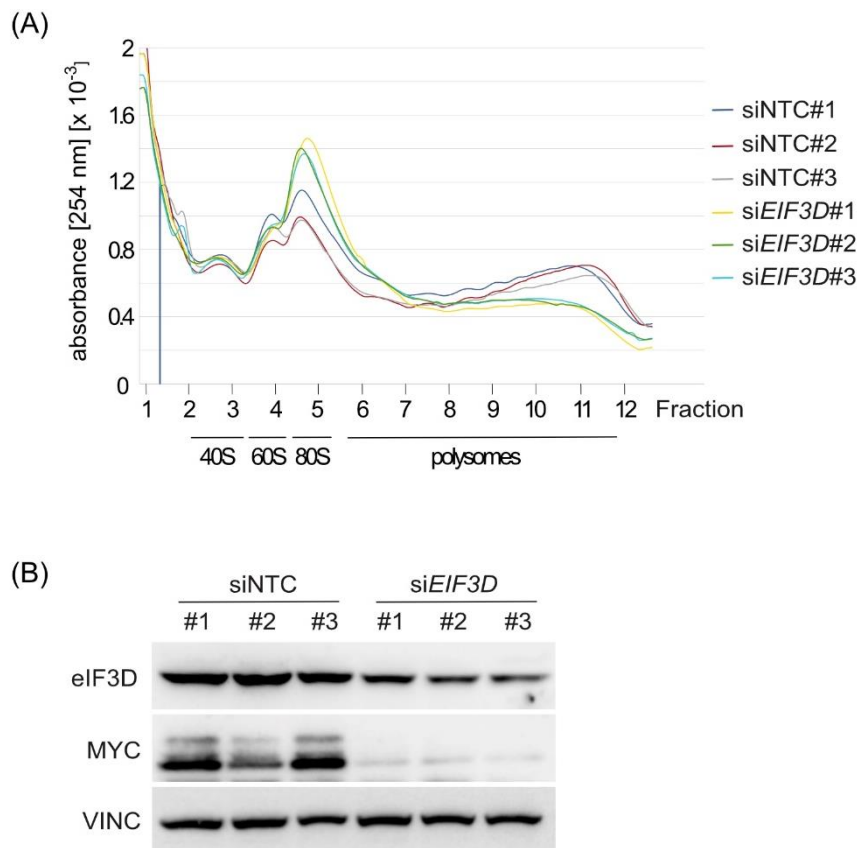 (A)
2
1.6
1.2
0.8
04
0
absorbance [254 nm] [x 10⁻³]
siNTC#1
siNTC#2
siNTC#3
siEIF3D#1
siEIF3D#2
siEIF3D#3
1 2 3 4 5 6 7 8 9 10 11 12 Fraction
40S 60S 80S polysomes
(B)
siNTC siEIF3D
#1 #2 #3 #1 #2 #3
eIF3D
MYC
VINC